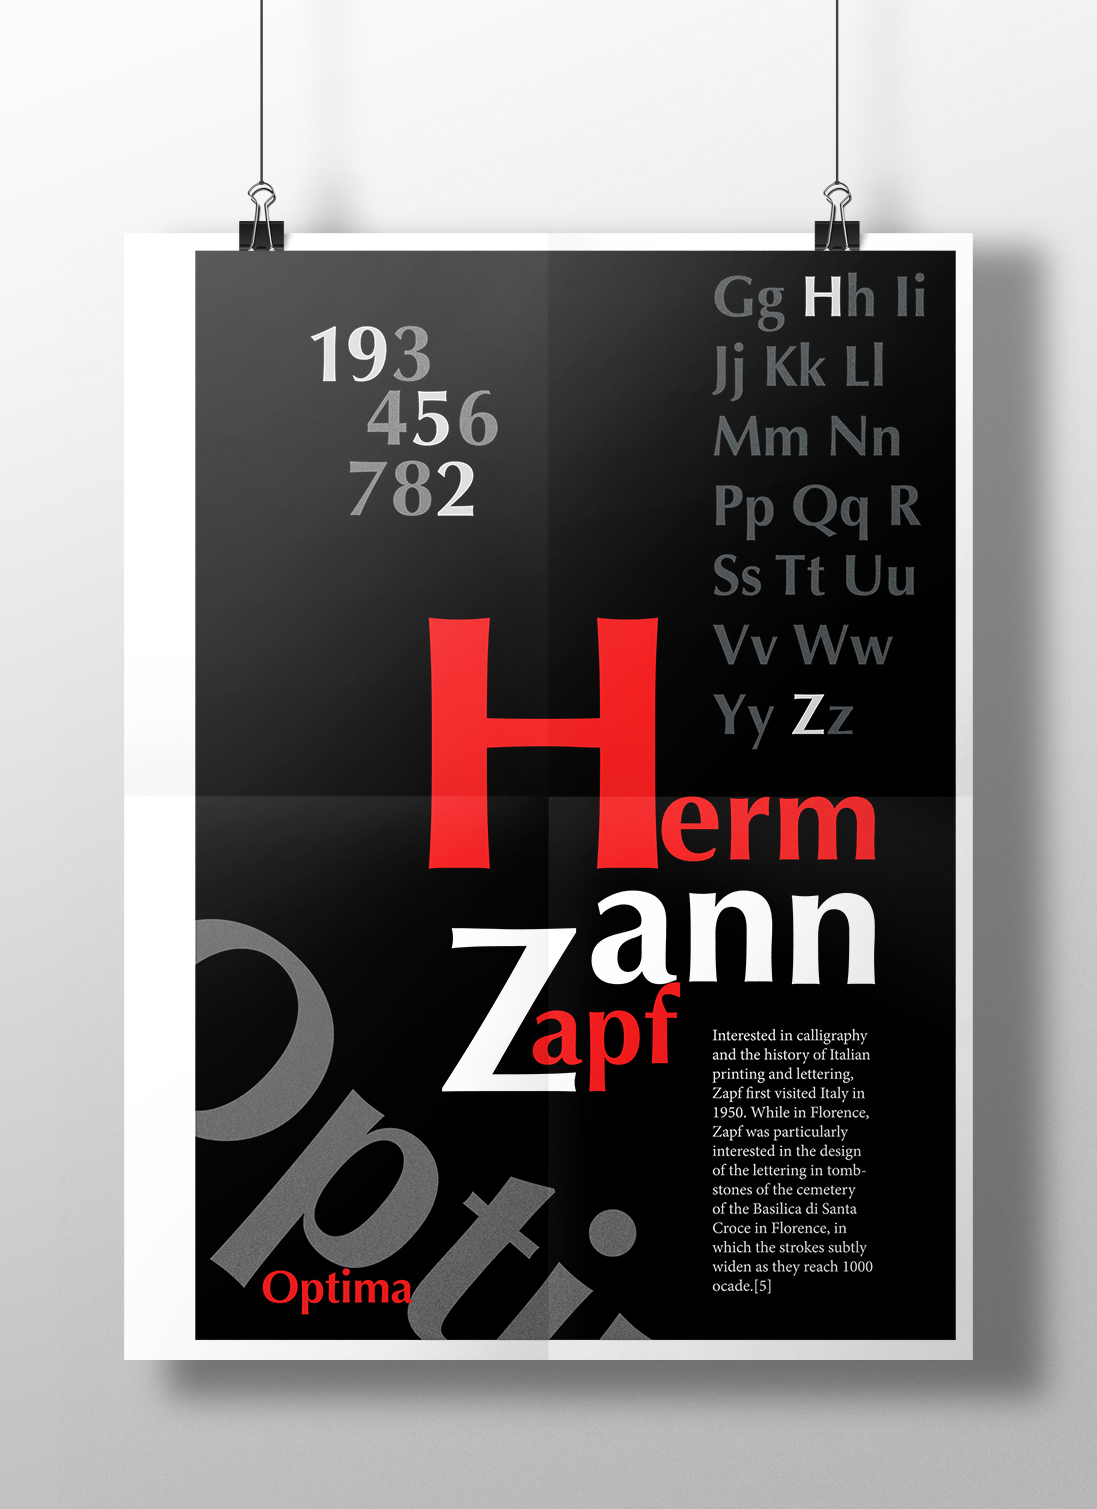 193
456
782
Gg Hh Ii
Jj Kk Ll
Mm Nn
Pp Qq R
Ss Tt Uu
Vv Ww
Yy Zz
Herm
ann
Zapf
Interested in calligraphy
and the history of Italian
printing and lettering,
Zapf first visited Italy in
1950. While in Florence,
Zapf was particularly
interested in the design
of the lettering in tomb-
stones of the cemetery
of the Basilica di Santa
Croce in Florence, in
which the strokes subtly
widen as they reach 1000
ocade.[5]
Opti
Optima